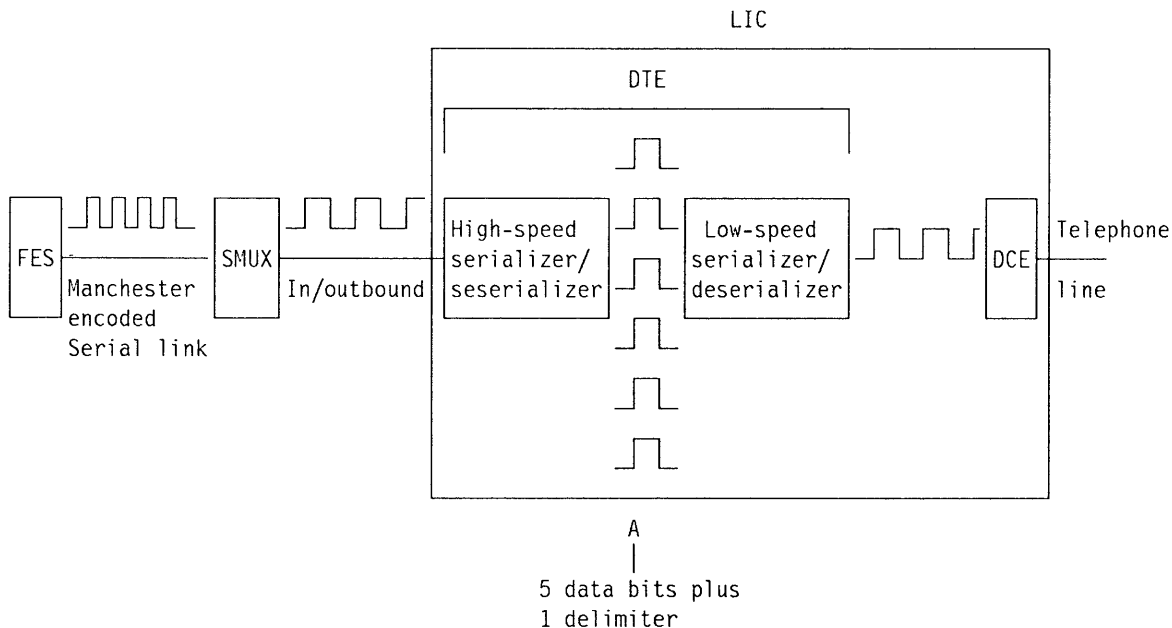 LIC
DTE
FES
Manchester
encoded
Serial link
SMUX
In/outbound
High-speed
serializer/
seserializer
Low-speed
serializer/
deserializer
DCE
Telephone
line
A
5 data bits plus
1 delimiter